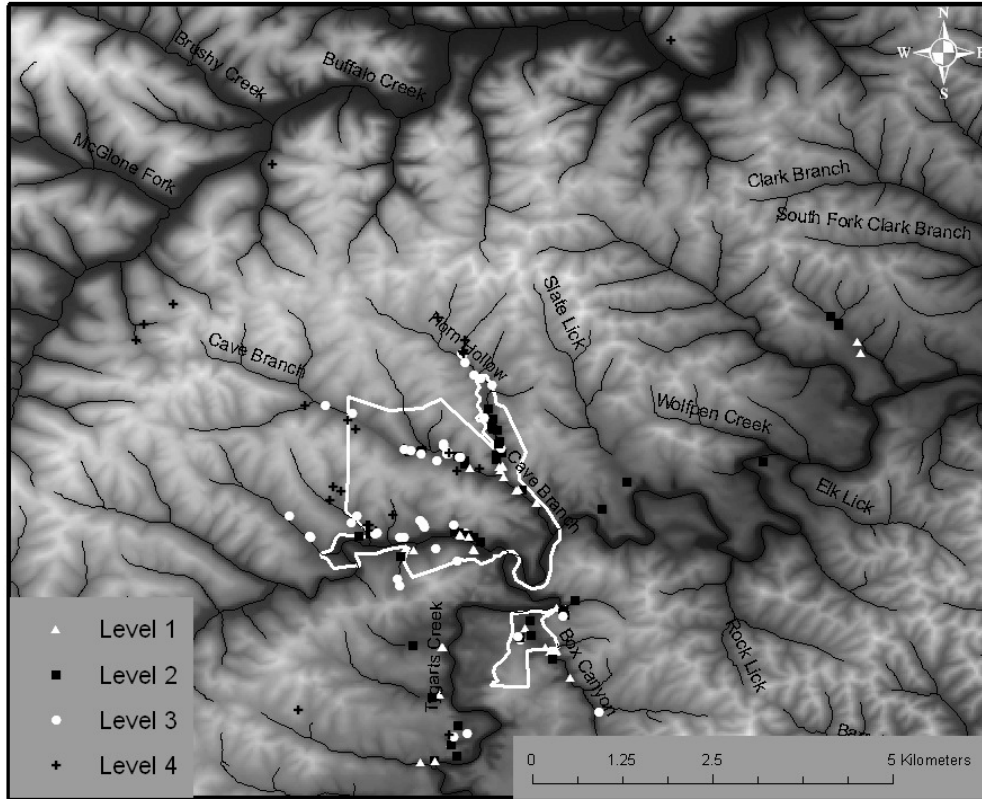 N
W E
S
Brushy Creek
Buffalo Creek
McGlone Fork
Clark Branch
South Fork Clark Branch
Slate Lick
Horn Hollow
Cave Branch
Wolfpen Creek
Cave Branch
Elk Lick
Tygarts Creek
Box Canyon
Rock Lick
Level 1
Level 2
Level 3
Level 4
0 1.25 2.5 5 Kilometers